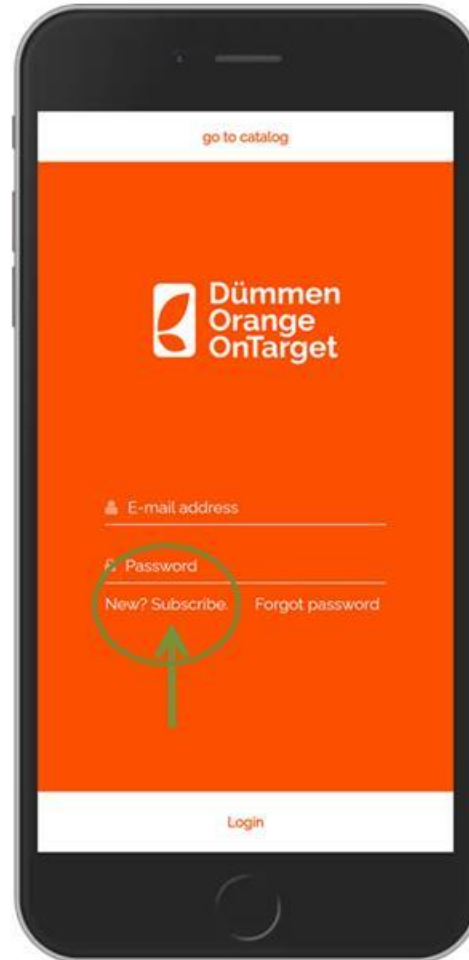 go to catalog
Dümmen
Orange
OnTarget
E-mail address
Password
New? Subscribe. Forgot password
Login